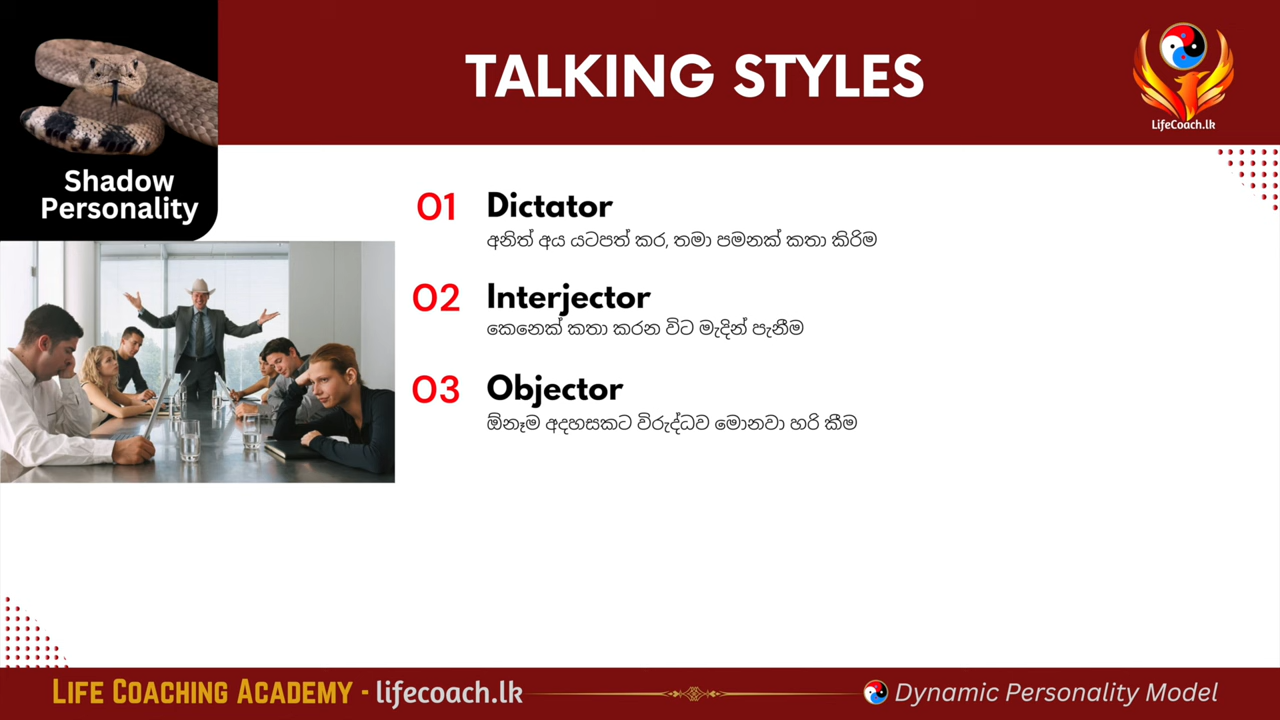 TALKING STYLES
LifeCoach.lk
Shadow
Personality
01 Dictator
අනිත් අය යටපත් කර, තමා පමනක් කතා කිරිම
02 Interjector
කෙනෙක් කතා කරන විට මැදින් පැනීම
03 Objector
ඕනෑම අදහසකට විරුද්ධව මොනවා හරි කීම
LIFE COACHING ACADEMY - lifecoach.lk
Dynamic Personality Model